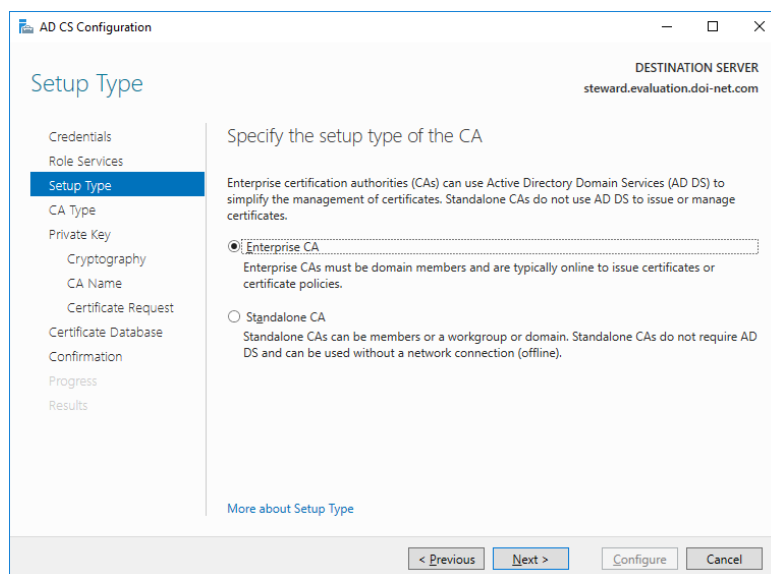 AD CS Configuration
DESTINATION SERVER
steward.evaluation.doi-net.com
Setup Type
Credentials
Role Services
Setup Type
CA Type
Private Key
Cryptography
CA Name
Certificate Request
Certificate Database
Confirmation
Progress
Results
Specify the setup type of the CA
Enterprise certification authorities (CAs) can use Active Directory Domain Services (AD DS) to
simplify the management of certificates. Standalone CAs do not use AD DS to issue or manage
certificates.
Enterprise CA
Enterprise CAs must be domain members and are typically online to issue certificates or
certificate policies.
Standalone CA
Standalone CAs can be members or a workgroup or domain. Standalone CAs do not require AD
DS and can be used without a network connection (offline).
More about Setup Type
< Previous
Next >
Configure
Cancel